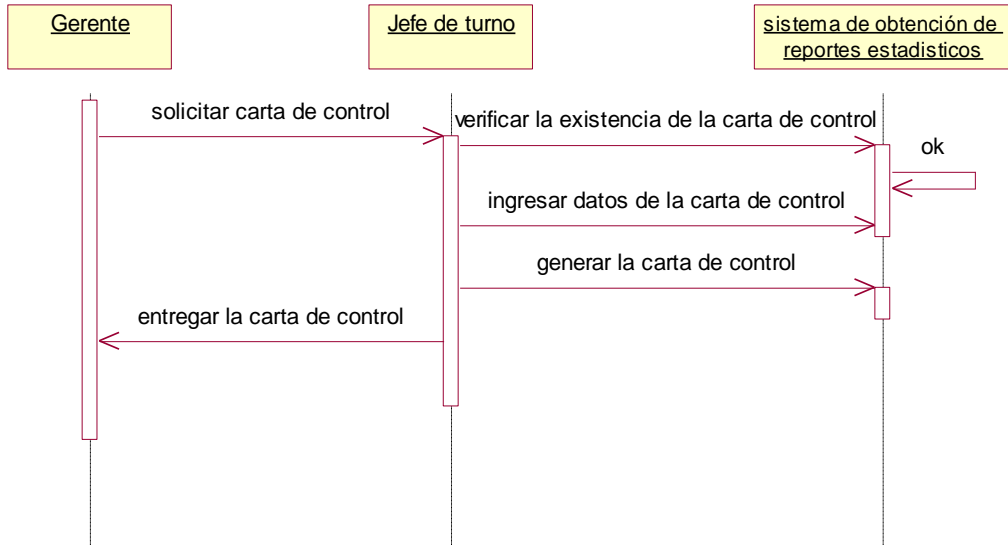 Gerente
Jefe de turno
sistema de obtención de
reportes estadisticos
solicitar carta de control
verificar la existencia de la carta de control
ok
ingresar datos de la carta de control
generar la carta de control
entregar la carta de control